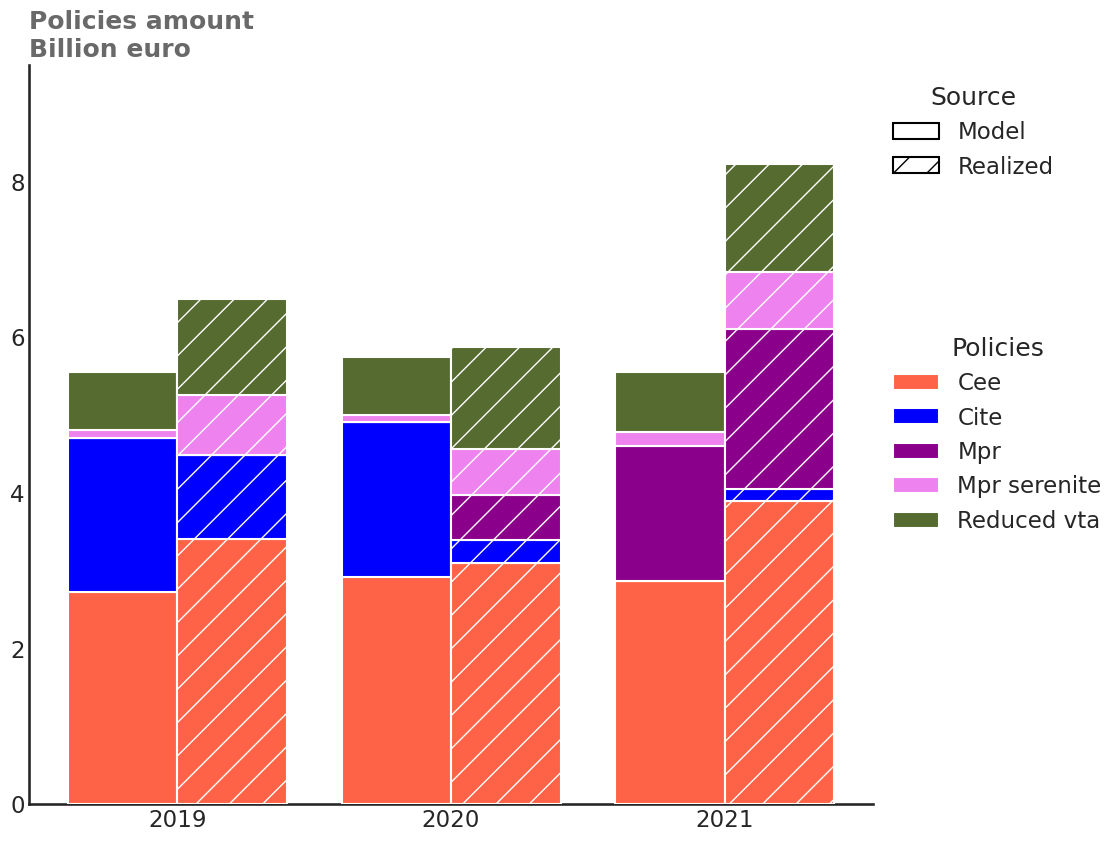 Policies amount
Billion euro
8
6
4
2
0
2019
2020
2021
Source
Model
Realized
Policies
Cee
Cite
Mpr
Mpr serenite
Reduced vta